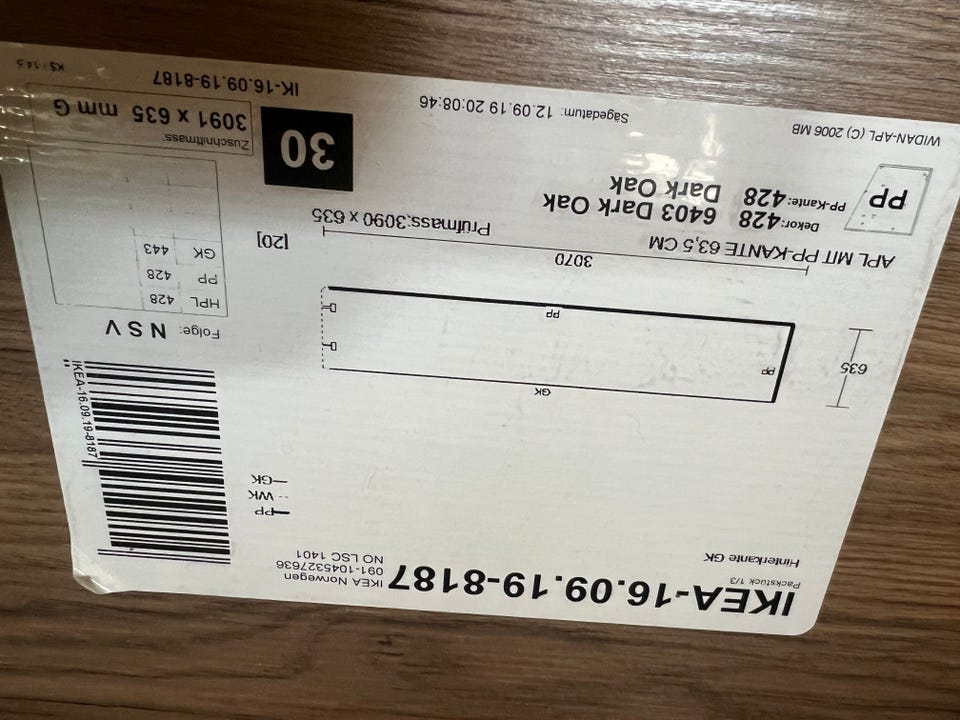 IKEA-16.09.19-8187
Packstück 1/3
IKEA Norwegen
091-1045327636
NO LSC 1401
Hinterkante GK
PP
WK
GK
IKEA-16.09.19-8187
GK
635
PP
PP
3070
Folge: N S V
HPL 428
PP 428
GK 443
APL MIT PP-KANTE 63,5 CM
Prüfmass:3090 x 635
[20]
PP
Dekor:428 6403 Dark Oak
PP-Kante:428 Dark Oak
30
Zuschnittmass:
3091 x 635 mm G
WIDAN-APL (C) 2006 MB
Sägedatum: 12.09.19 20:08:46
IK-16.09.19-8187
KS / 14.5